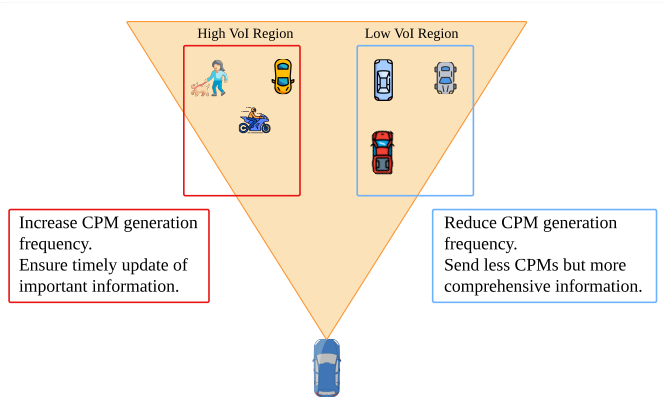 High VoI Region
Low VoI Region
Increase CPM generation
frequency.
Ensure timely update of
important information.
Reduce CPM generation
frequency.
Send less CPMs but more
comprehensive information.